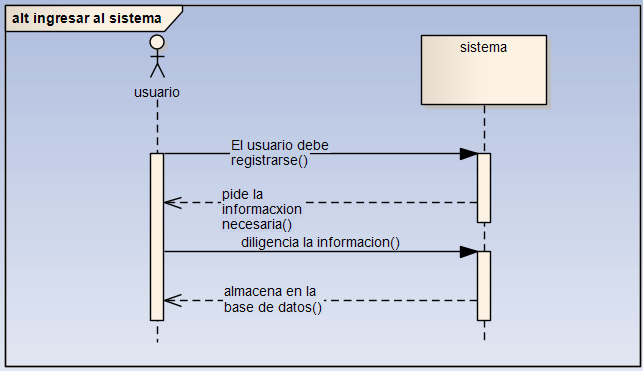 alt ingresar al sistema
usuario
sistema
El usuario debe
registrarse()
pide la
informacxion
necesaria()
diligencia la informacion()
almacena en la
base de datos()